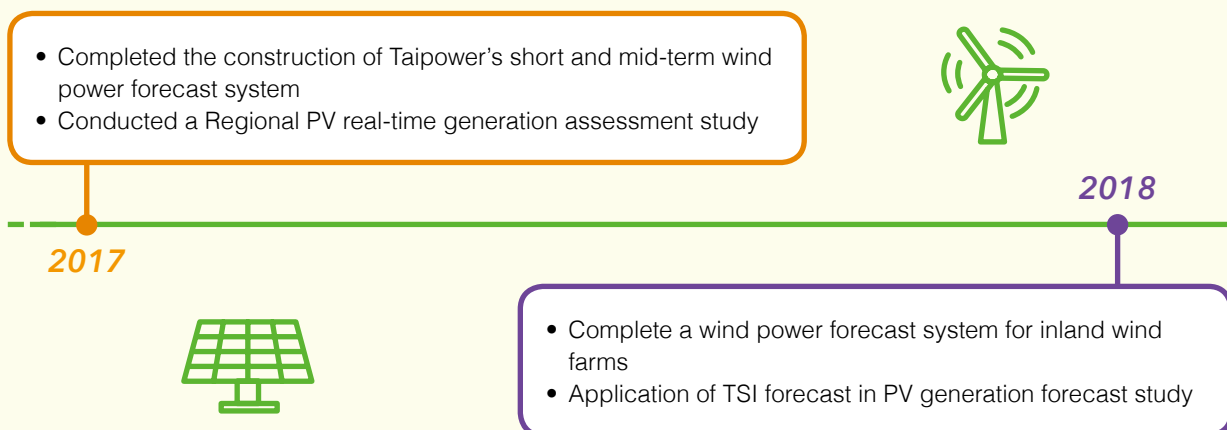 • Completed the construction of Taipower's short and mid-term wind
power forecast system
• Conducted a Regional PV real-time generation assessment study
2018
2017
• Complete a wind power forecast system for inland wind
farms
• Application of TSI forecast in PV generation forecast study